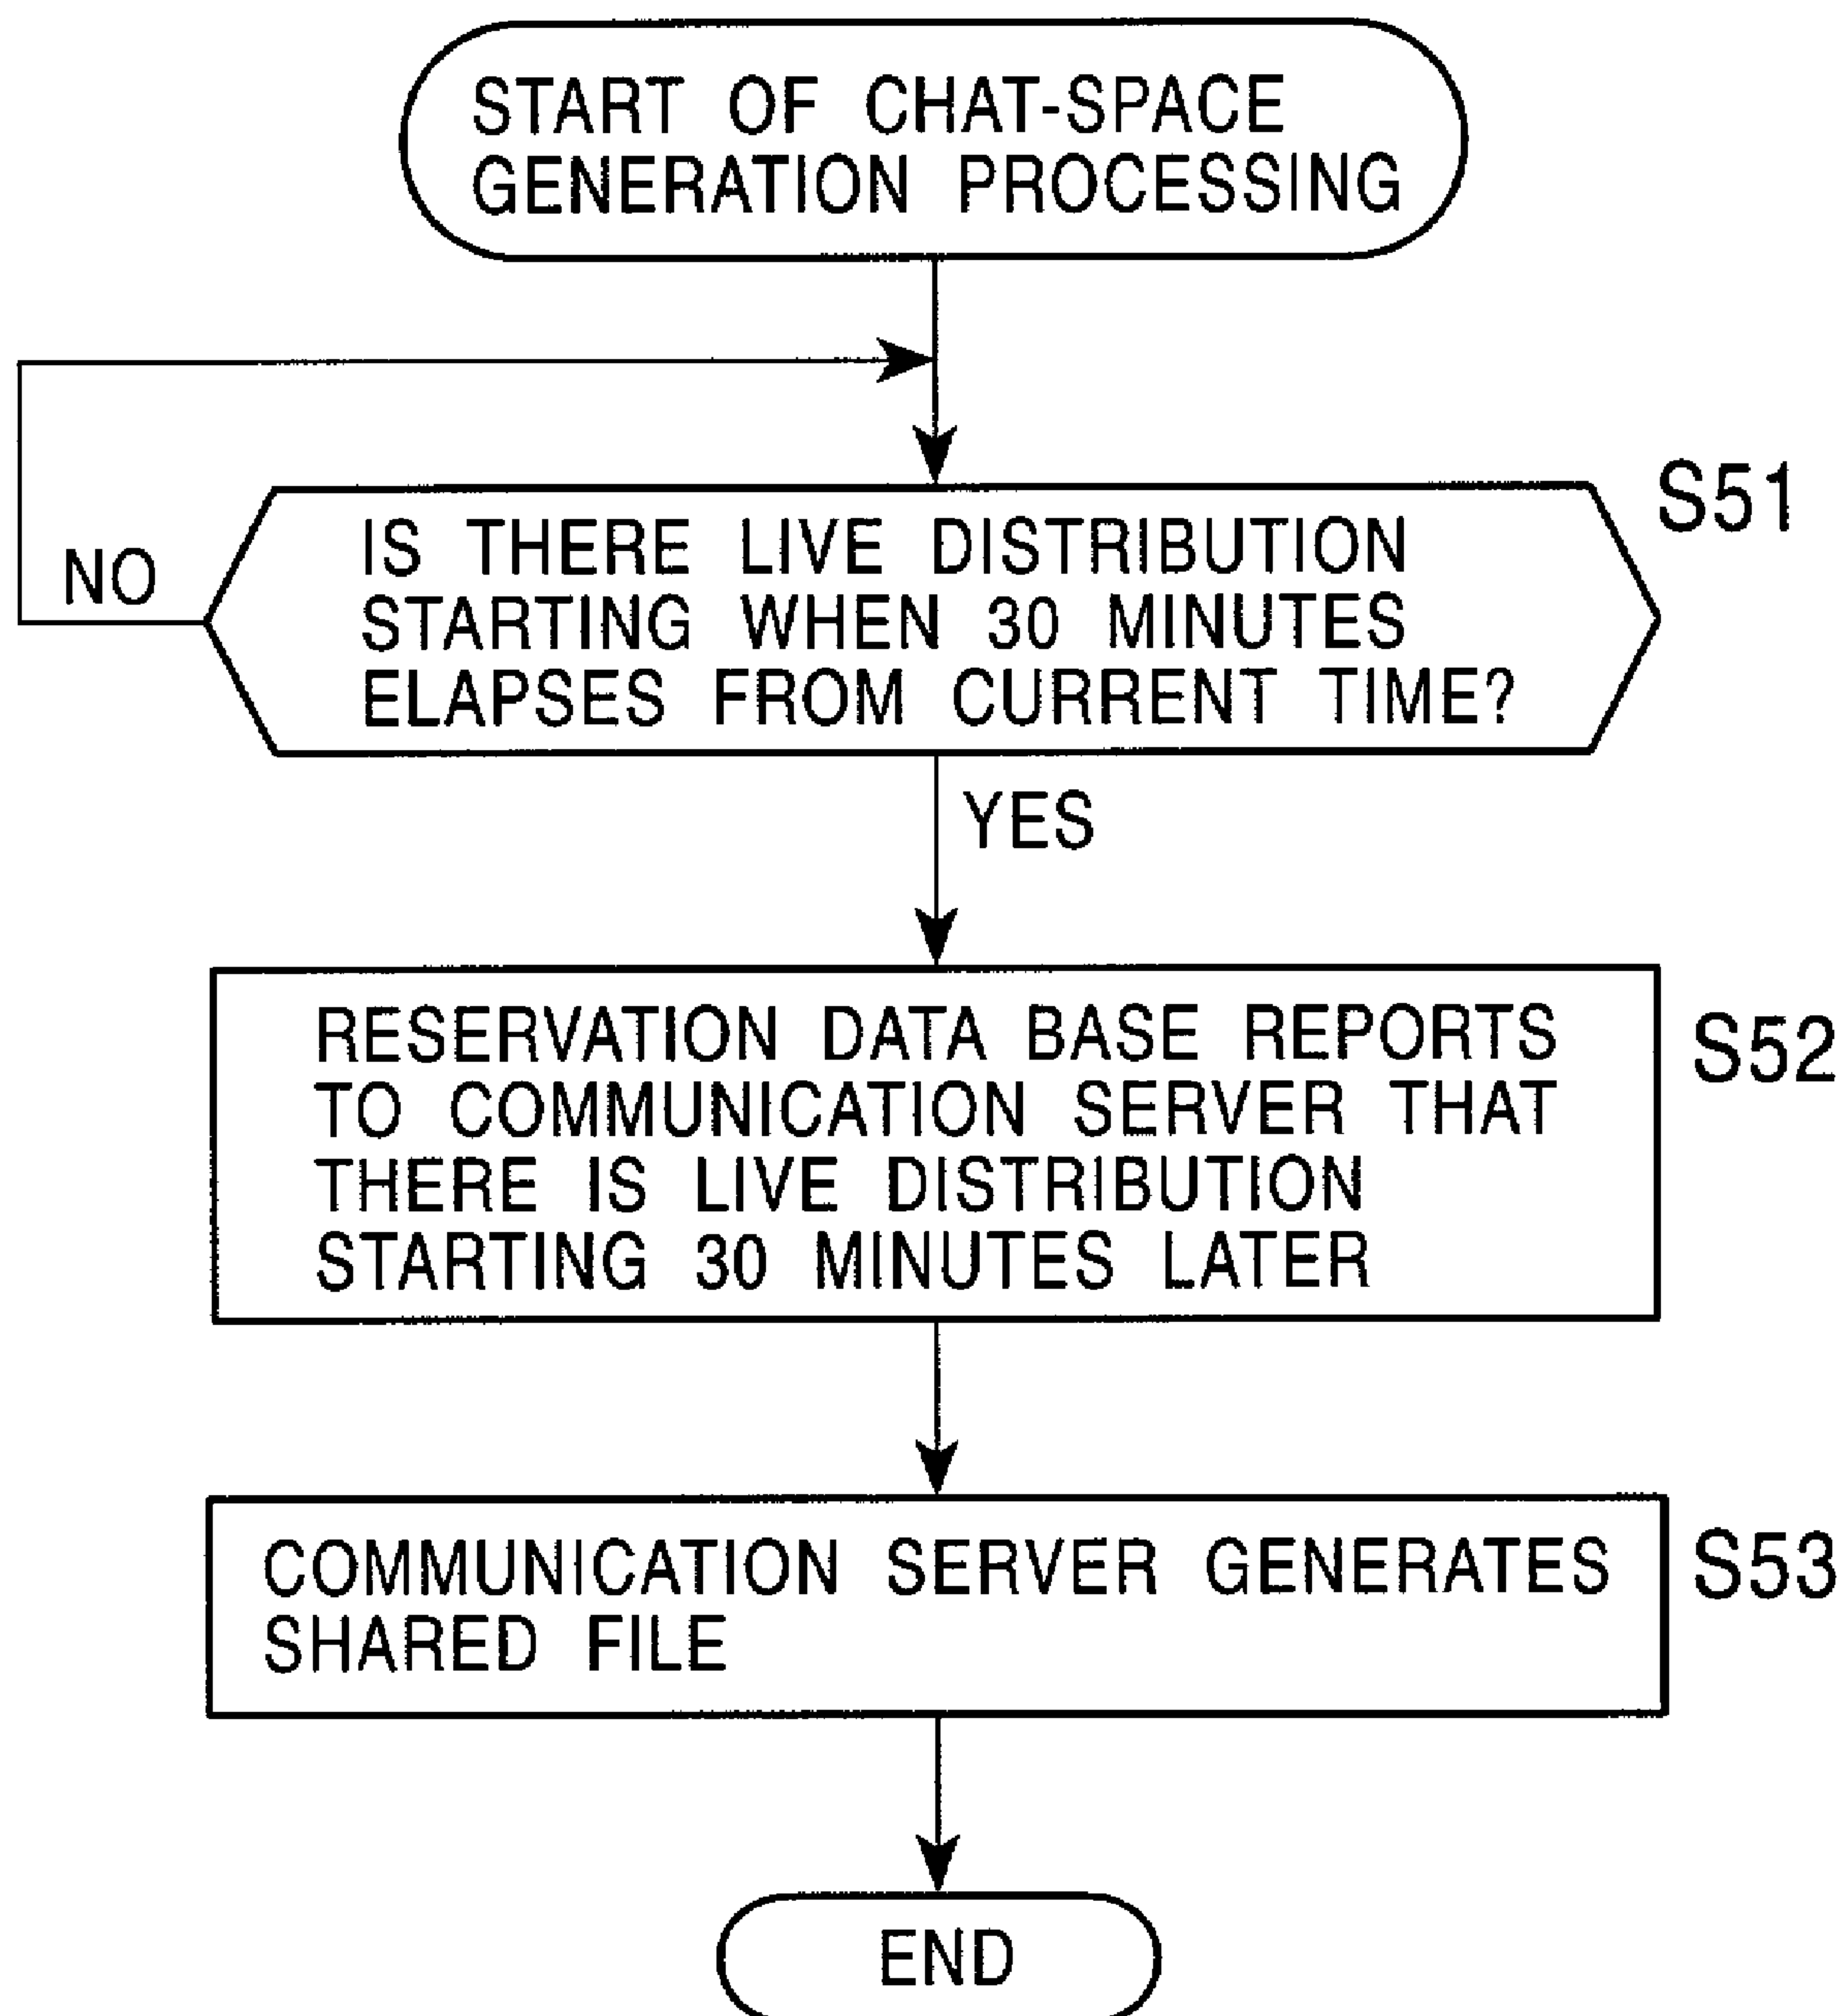 START OF CHAT-SPACE
GENERATION PROCESSING
S51
IS THERE LIVE DISTRIBUTION
STARTING WHEN 30 MINUTES
ELAPSES FROM CURRENT TIME?
NO
YES
S52
RESERVATION DATA BASE REPORTS
TO COMMUNICATION SERVER THAT
THERE IS LIVE DISTRIBUTION
STARTING 30 MINUTES LATER
S53
COMMUNICATION SERVER GENERATES
SHARED FILE
END